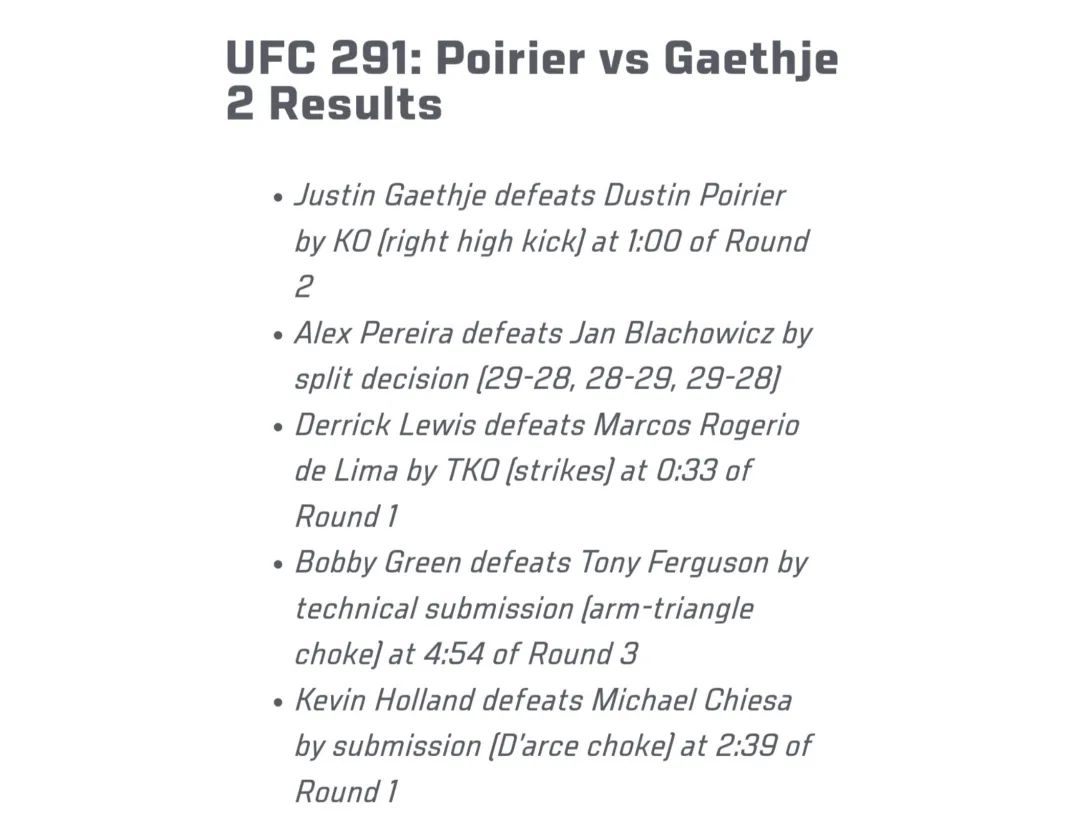 UFC 291: Poirier vs Gaethje
2 Results
• Justin Gaethje defeats Dustin Poirier
by KO (right high kick) at 1:00 of Round
2
• Alex Pereira defeats Jan Blachowicz by
split decision (29-28, 28-29, 29-28)
• Derrick Lewis defeats Marcos Rogerio
de Lima by TKO (strikes) at 0:33 of
Round 1
• Bobby Green defeats Tony Ferguson by
technical submission (arm-triangle
choke) at 4:54 of Round 3
• Kevin Holland defeats Michael Chiesa
by submission (D'arce choke) at 2:39 of
Round 1